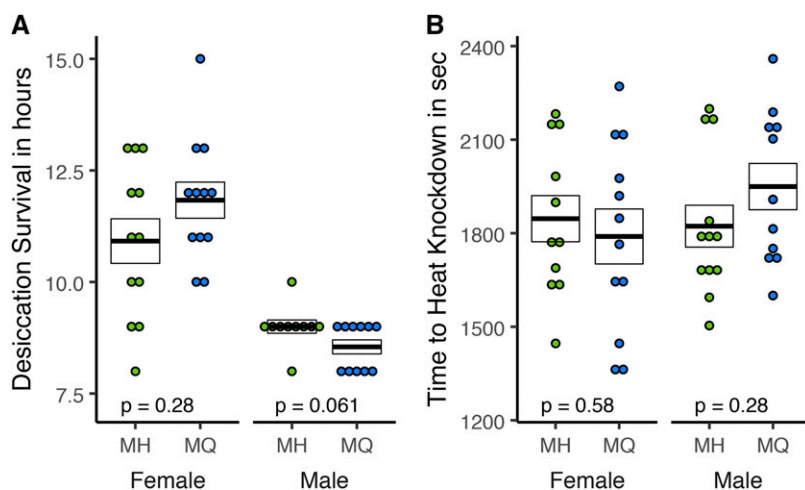 A
Desiccation Survival in hours
15.0
12.5
10.0
7.5
p = 0.28
p = 0.061
MH MQ MH MQ
Female Male
B
Time to Heat Knockdown in sec
2400
2100
1800
1500
1200
p = 0.58
p = 0.28
MH MQ MH MQ
Female Male